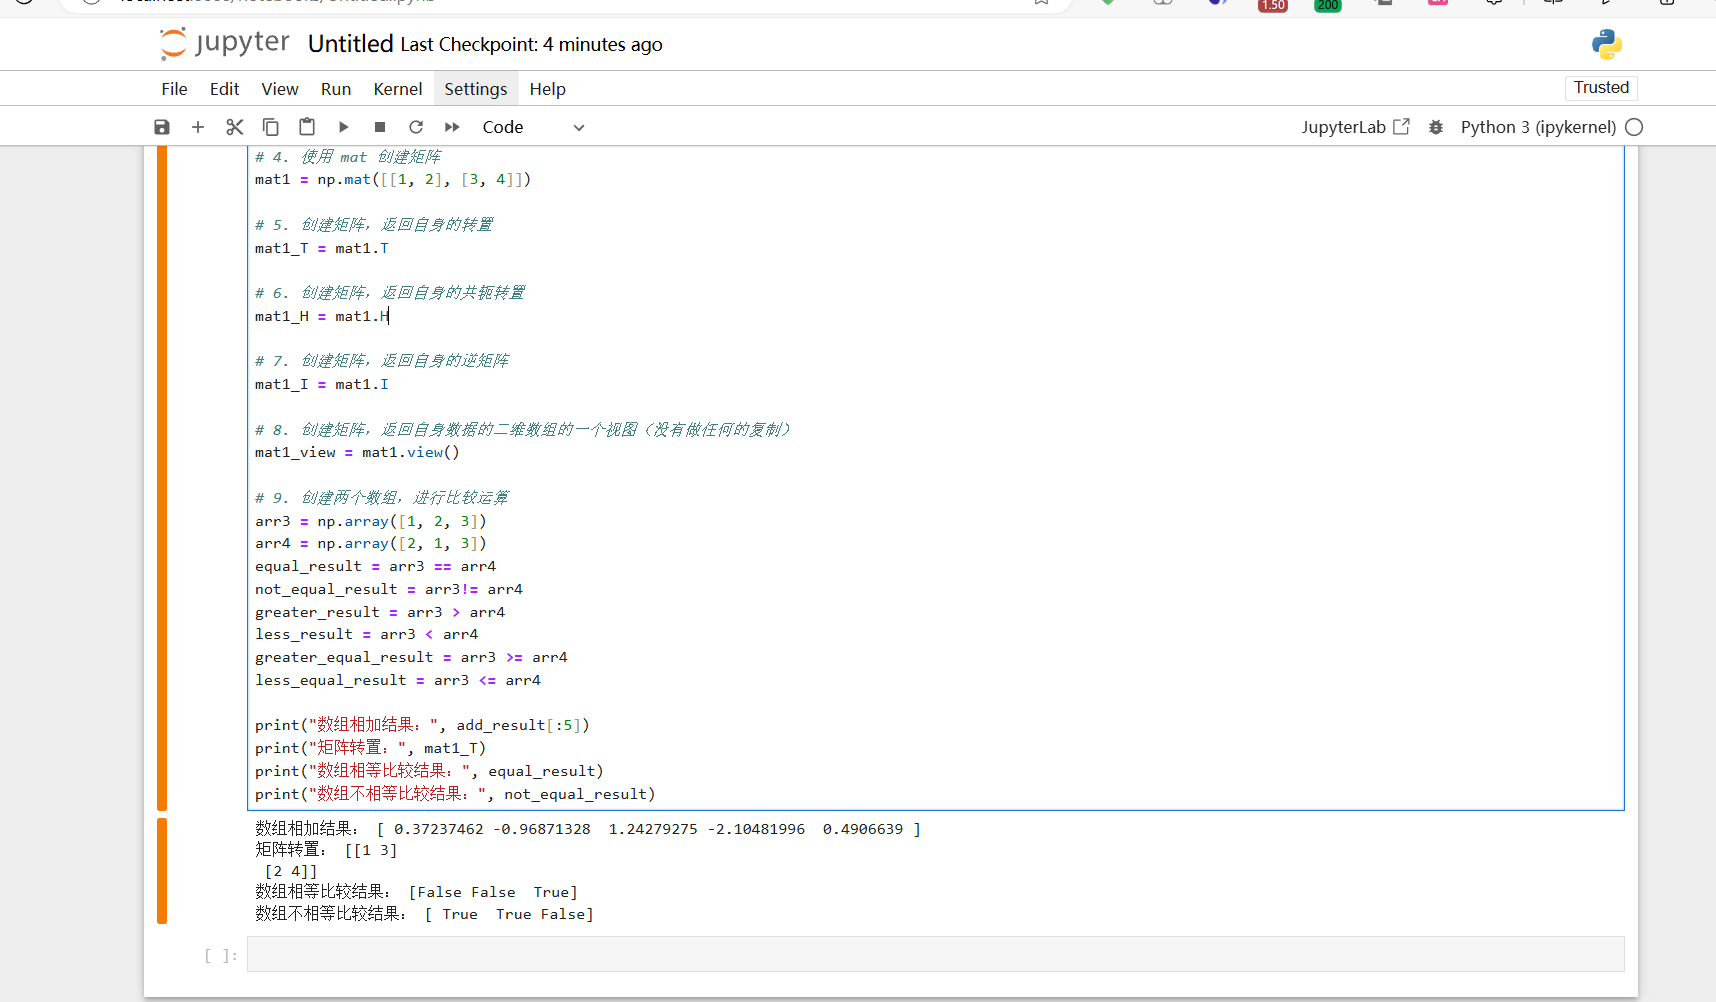 1.50
200
jupyter Untitled Last Checkpoint: 4 minutes ago
File Edit View Run Kernel Settings Help
Trusted
Code
JupyterLab Python 3 (ipykernel)
# 4. 使用 mat 创建矩阵
mat1 = np.mat([[1, 2], [3, 4]])
# 5. 创建矩阵，返回自身的转置
mat1_T = mat1.T
# 6. 创建矩阵，返回自身的共轭转置
mat1_H = mat1.H
# 7. 创建矩阵，返回自身的逆矩阵
mat1_I = mat1.I
# 8. 创建矩阵，返回自身数据的二维数组的一个视图（没有做任何的复制）
mat1_view = mat1.view()
# 9. 创建两个数组，进行比较运算
arr3 = np.array([1, 2, 3])
arr4 = np.array([2, 1, 3])
equal_result = arr3 == arr4
not_equal_result = arr3!= arr4
greater_result = arr3 > arr4
less_result = arr3 < arr4
greater_equal_result = arr3 >= arr4
less_equal_result = arr3 <= arr4
print("数组相加结果：", add_result[:5])
print("矩阵转置：", mat1_T)
print("数组相等比较结果：", equal_result)
print("数组不相等比较结果：", not_equal_result)
数组相加结果： [ 0.37237462 -0.96871328  1.24279275 -2.10481996  0.4906639 ]
矩阵转置： [[1 3]
 [2 4]]
数组相等比较结果： [False False  True]
数组不相等比较结果： [ True  True False]
[ ]: